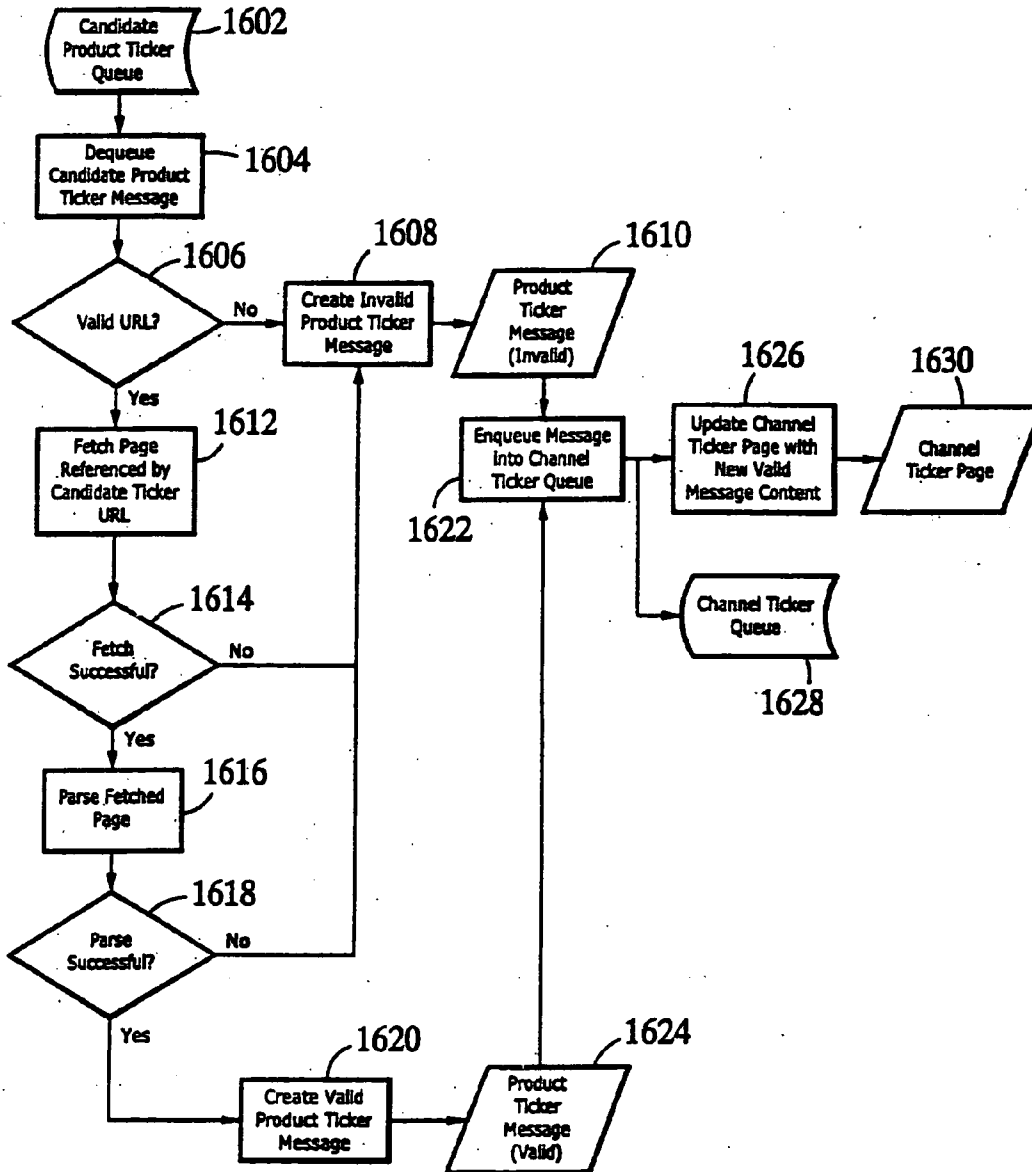 Candidate
Product Ticker
Queue
1602
Dequeue
Candidate Product
Ticker Message
1604
1606
Valid URL?
No
Yes
1608
Create Invalid
Product Ticker
Message
1610
Product
Ticker
Message
(Invalid)
1612
Fetch Page
Referenced by
Candidate Ticker
URL
Enqueue Message
into Channel
Ticker Queue
1622
1626
Update Channel
Ticker Page with
New Valid
Message Content
1630
Channel
Ticker Page
1614
Fetch
Successful?
No
Yes
Channel Ticker
Queue
1628
1616
Parse Fetched
Page
1618
Parse
Successful?
No
Yes
1620
Create Valid
Product Ticker
Message
1624
Product
Ticker
Message
(Valid)